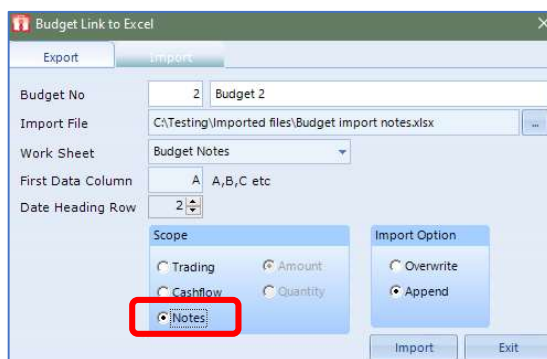 Budget Link to Excel
Export Import
Budget No 2 Budget 2
Import File C:\Testing\Imported files\Budget import notes.xlsx ...
Work Sheet Budget Notes
First Data Column A A,B,C etc
Date Heading Row 2
Scope Import Option
Trading Amount Overwrite
Cashflow Quantity Append
Notes
Import Exit